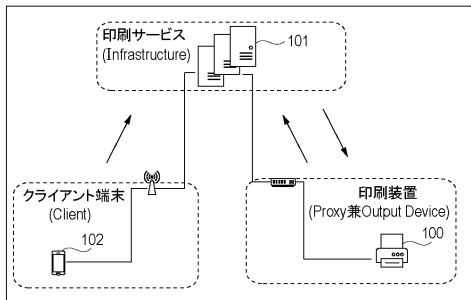 印刷サービス
(Infrastructure)
101
クライアント端末
(Client)
102
印刷装置
(Proxy兼Output Device)
100